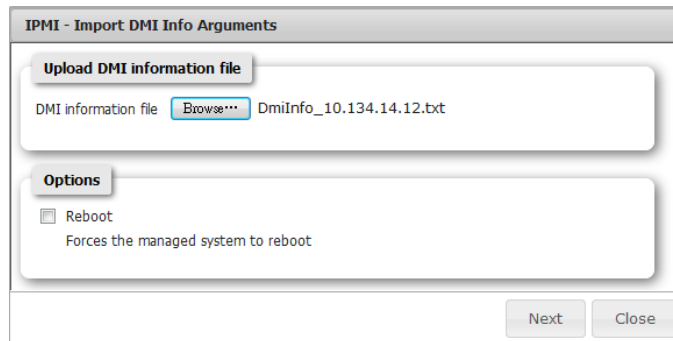 IPMI - Import DMI Info Arguments
Upload DMI information file
DMI information file Browse··· DmiInfo_10.134.14.12.txt
Options
Reboot
Forces the managed system to reboot
Next Close